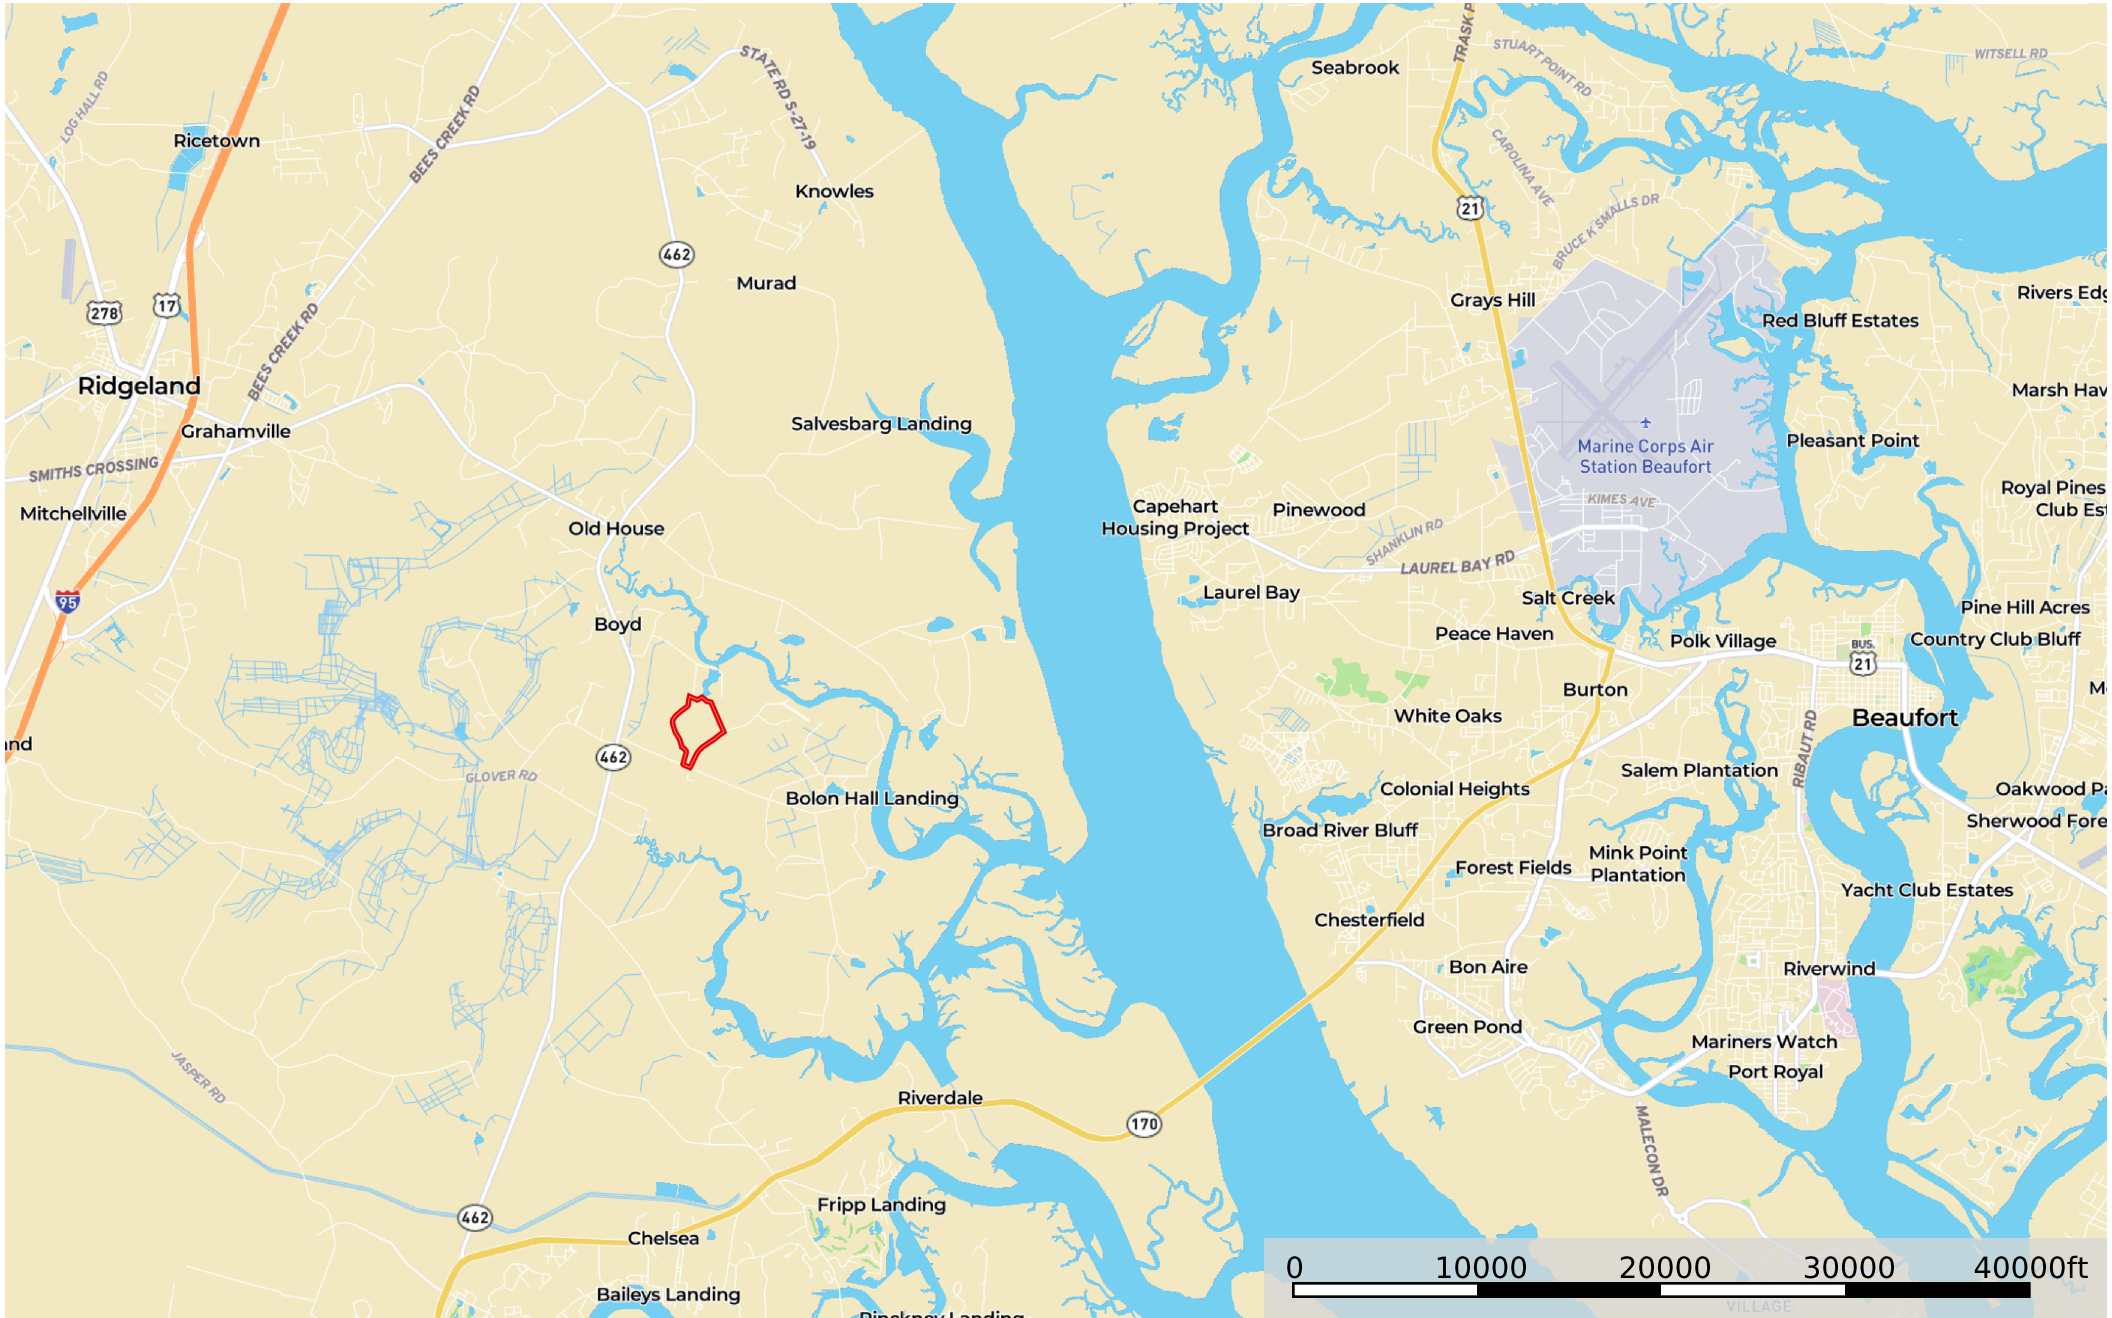 TRASK P
STUART POINT RD
WITSELL RD
Seabrook
STATE RD S-27-19
LOG HALL RD
BEES CREEK RD
Ricetown
CAROLINA AVE
Knowles
21
BRUCE K SMALLS DR
462
Murad
Rivers Edg
Grays Hill
278
17
Red Bluff Estates
BEES CREEK RD
Ridgeland
Marsh Hav
Salvesbarg Landing
Grahamville
Pleasant Point
Marine Corps Air
Station Beaufort
SMITHS CROSSING
Royal Pines
Club Est
KIMES AVE
Mitchellville
Capehart
Housing Project
Pinewood
Old House
SHANKLIN RD
LAUREL BAY RD
95
Laurel Bay
Salt Creek
Pine Hill Acres
Boyd
Peace Haven
Polk Village
Country Club Bluff
BUS.
21
Burton
White Oaks
Beaufort
and
462
RIBAUT RD
GLOVER RD
Salem Plantation
Colonial Heights
Oakwood Pa
Bolon Hall Landing
Sherwood Fore
Broad River Bluff
Mink Point
Plantation
Forest Fields
Yacht Club Estates
Chesterfield
Bon Aire
Riverwind
Green Pond
Mariners Watch
JASPER RD
Port Royal
Riverdale
170
MALECON DR
Fripp Landing
462
Chelsea
0 10000 20000 30000 40000ft
Baileys Landing
VILLAGE
Pinckney Landing